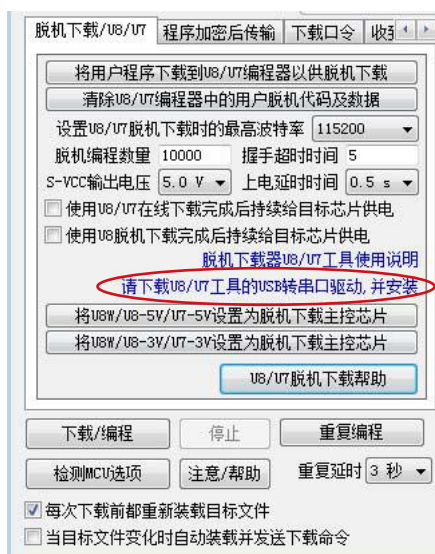 脱机下载/U8/U7 程序加密后传输 下载口令
将用户程序下载到U8/U7编程器以供脱机下载
清除U8/U7编程器中的用户脱机代码及数据
设置U8/U7脱机下载时的最高波特率 115200
脱机编程数量 10000 握手超时时间 5
S-VCC输出电压 5.0 V 上电延时时间 0.5 s
使用U8/U7在线下载完成后持续给目标芯片供电
使用U8脱机下载完成后持续给目标芯片供电
脱机下载器U8/U7工具使用说明
请下载U8/U7工具的USB转串口驱动,并安装
将U8W/U8-5V/U7-5V设置为脱机下载主控芯片
将U8W/U8-3V/U7-3V设置为脱机下载主控芯片
U8/U7脱机下载帮助
下载/编程 停止 重复编程
检测MCU选项 注意/帮助 重复延时 3 秒
每次下载前都重新装载目标文件
当目标文件变化时自动装载并发送下载命令